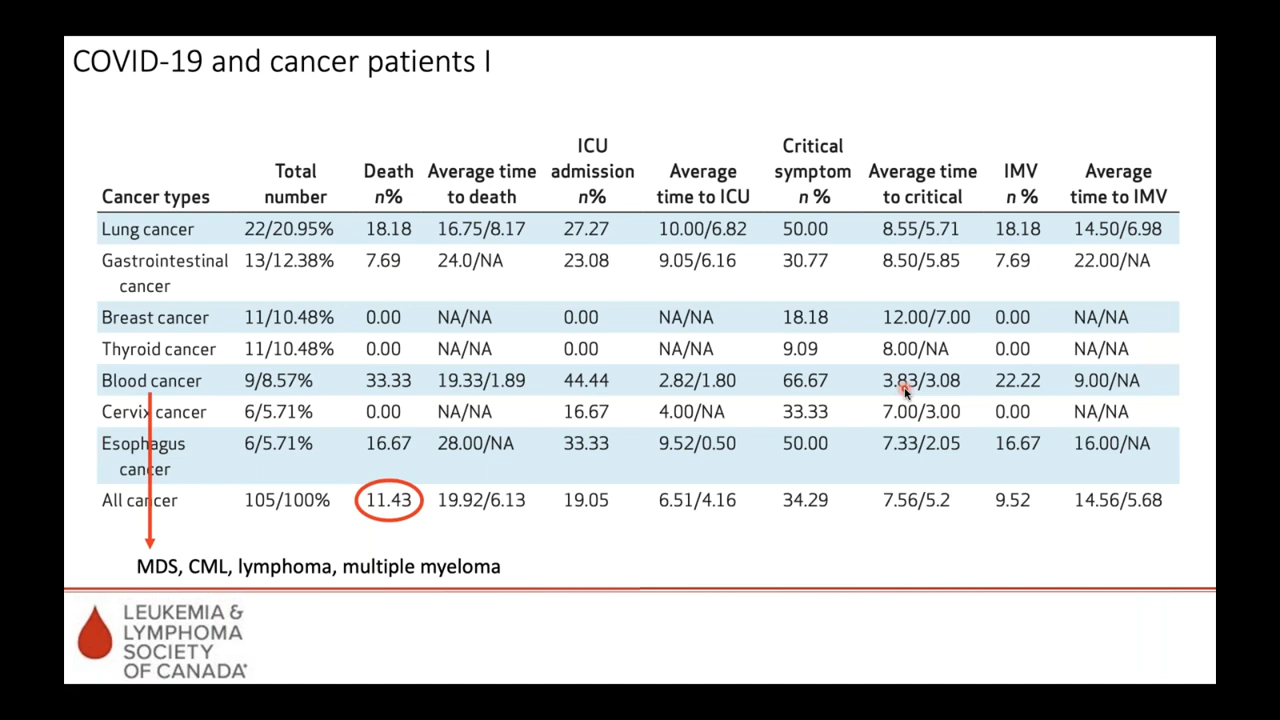 COVID-19 and cancer patients I
ICU Critical
Total Death Average time admission Average symptom Average time IMV Average
Cancer types number n% to death n% time to ICU n % to critical n % time to IMV
Lung cancer 22/20.95% 18.18 16.75/8.17 27.27 10.00/6.82 50.00 8.55/5.71 18.18 14.50/6.98
Gastrointestinal 13/12.38% 7.69 24.0/NA 23.08 9.05/6.16 30.77 8.50/5.85 7.69 22.00/NA
cancer
Breast cancer 11/10.48% 0.00 NA/NA 0.00 NA/NA 18.18 12.00/7.00 0.00 NA/NA
Thyroid cancer 11/10.48% 0.00 NA/NA 0.00 NA/NA 9.09 8.00/NA 0.00 NA/NA
Blood cancer 9/8.57% 33.33 19.33/1.89 44.44 2.82/1.80 66.67 3.83/3.08 22.22 9.00/NA
Cervix cancer 6/5.71% 0.00 NA/NA 16.67 4.00/NA 33.33 7.00/3.00 0.00 NA/NA
Esophagus 6/5.71% 16.67 28.00/NA 33.33 9.52/0.50 50.00 7.33/2.05 16.67 16.00/NA
cancer
All cancer 105/100% 11.43 19.92/6.13 19.05 6.51/4.16 34.29 7.56/5.2 9.52 14.56/5.68
MDS, CML, lymphoma, multiple myeloma
LEUKEMIA &
LYMPHOMA
SOCIETY
OF CANADA